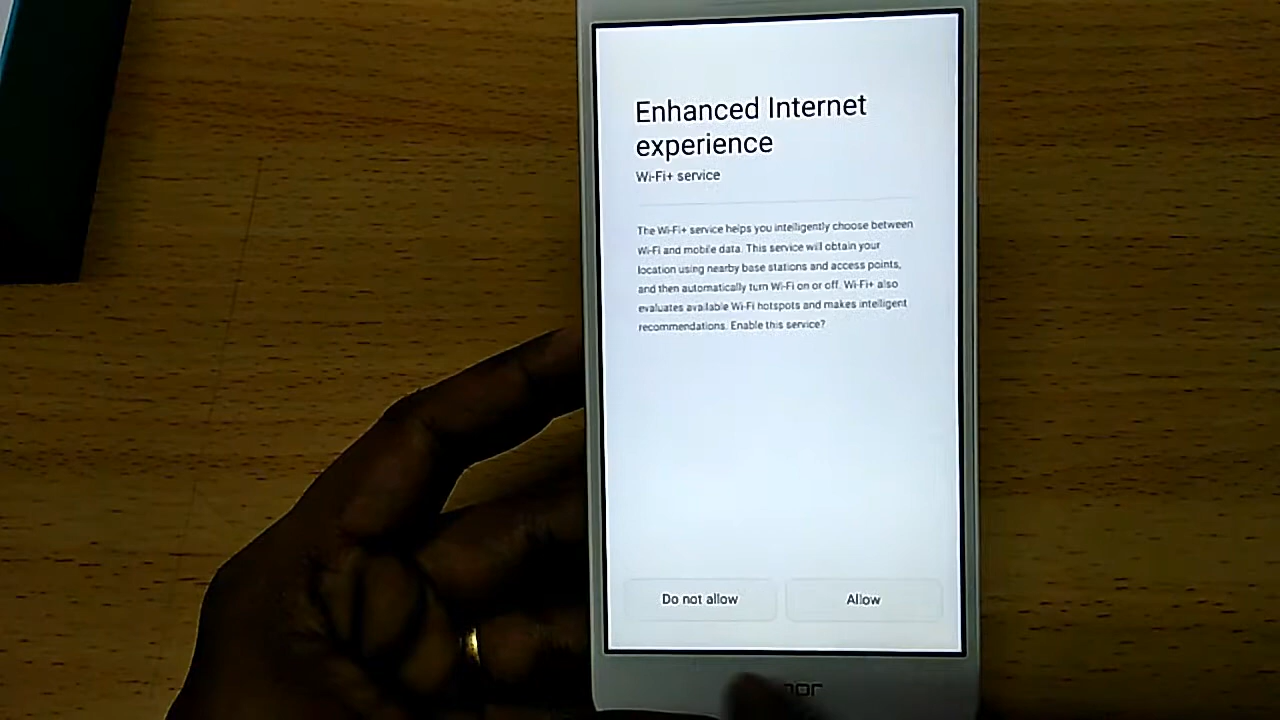 Enhanced Internet
experience
Wi-Fi+ service
The Wi-Fi+ service helps you intelligently choose between
Wi-Fi and mobile data. This service will obtain your
location using nearby base stations and access points,
and then automatically turn Wi-Fi on or off. Wi-Fi+ also
evaluates available Wi-Fi hotspots and makes intelligent
recommendations. Enable this service?
Do not allow
Allow